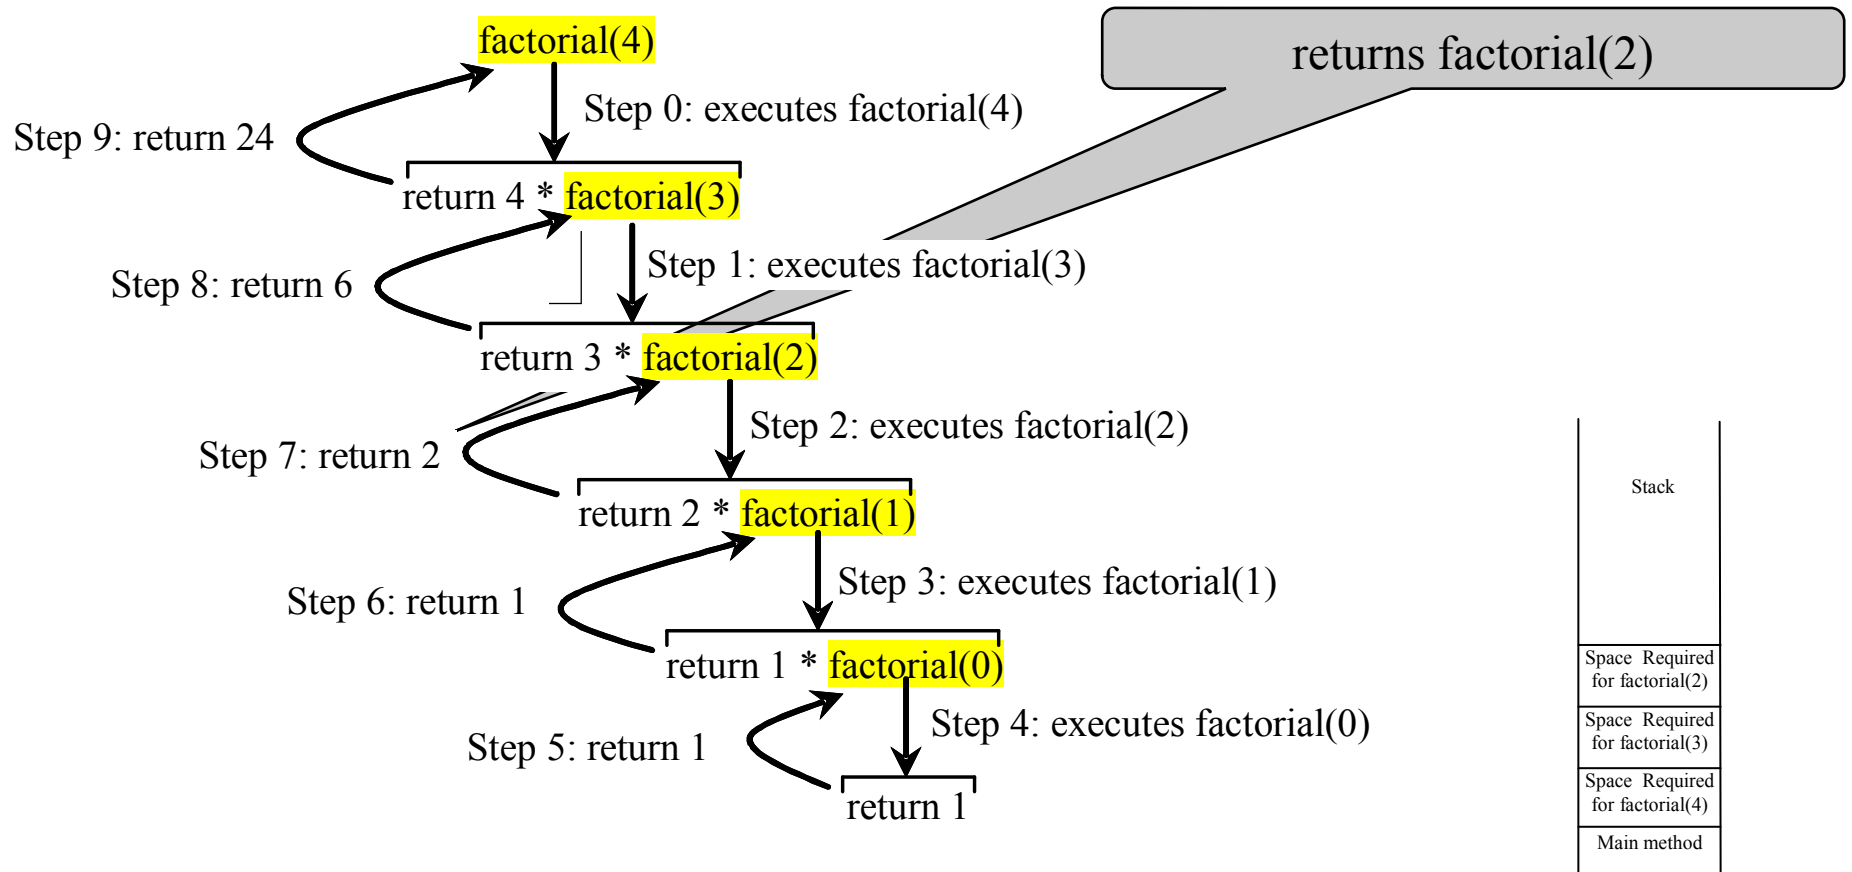 factorial(4)
returns factorial(2)
Step 0: executes factorial(4)
Step 9: return 24
return 4 * factorial(3)
Step 1: executes factorial(3)
Step 8: return 6
return 3 * factorial(2)
Step 2: executes factorial(2)
Step 7: return 2
return 2 * factorial(1)
Step 3: executes factorial(1)
Step 6: return 1
return 1 * factorial(0)
Step 4: executes factorial(0)
Step 5: return 1
return 1
Stack
Space Required
for factorial(2)
Space Required
for factorial(3)
Space Required
for factorial(4)
Main method